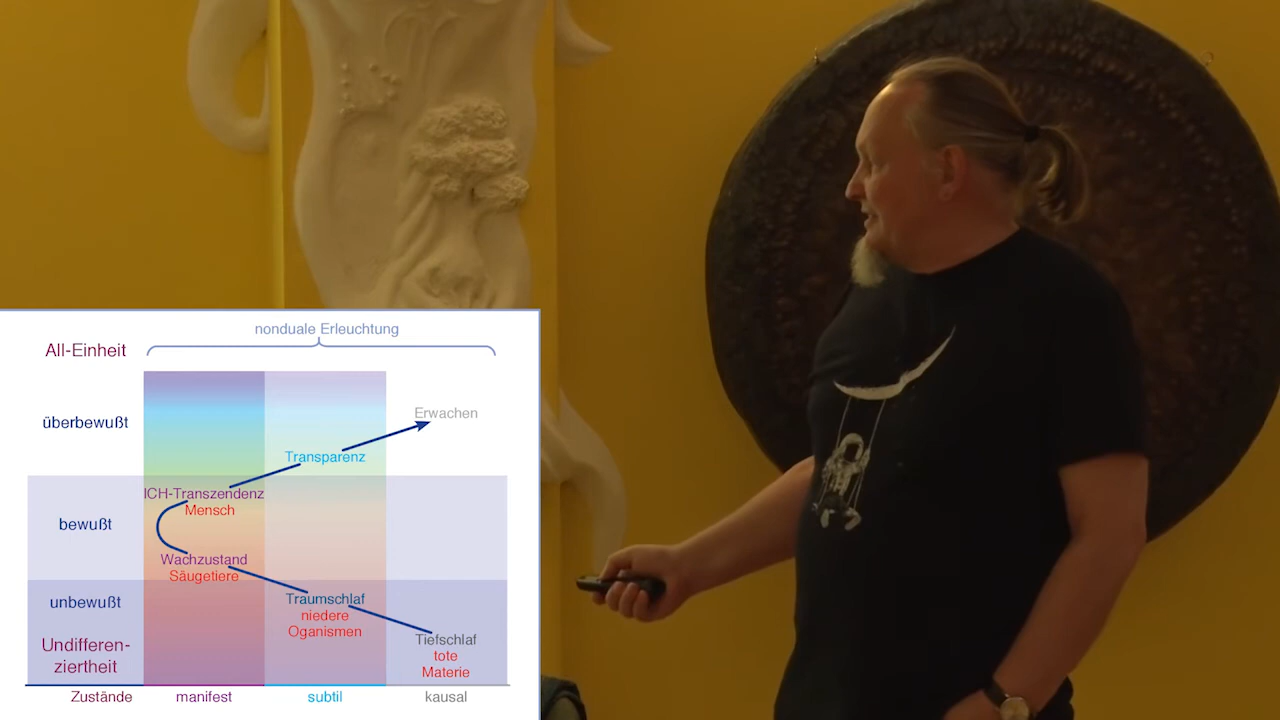 nonduale Erleuchtung
All-Einheit
überbewußt
Erwachen
Transparenz
ICH-Transzendenz
Mensch
bewußt
Wachzustand
Säugetiere
unbewußt
Traumschlaf
niedere
Oganismen
Undifferen-
ziertheit
Tiefschlaf
tote
Materie
Zustände
manifest
subtil
kausal